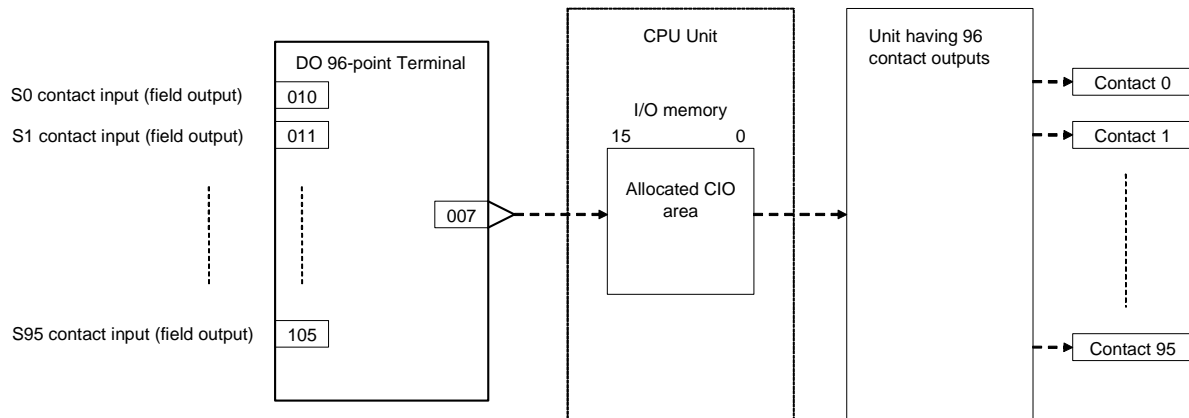 DO 96-point Terminal
S0 contact input (field output)
010
S1 contact input (field output)
011
007
S95 contact input (field output)
105
CPU Unit
I/O memory
15
0
Allocated CIO
area
Unit having 96
contact outputs
Contact 0
Contact 1
Contact 95